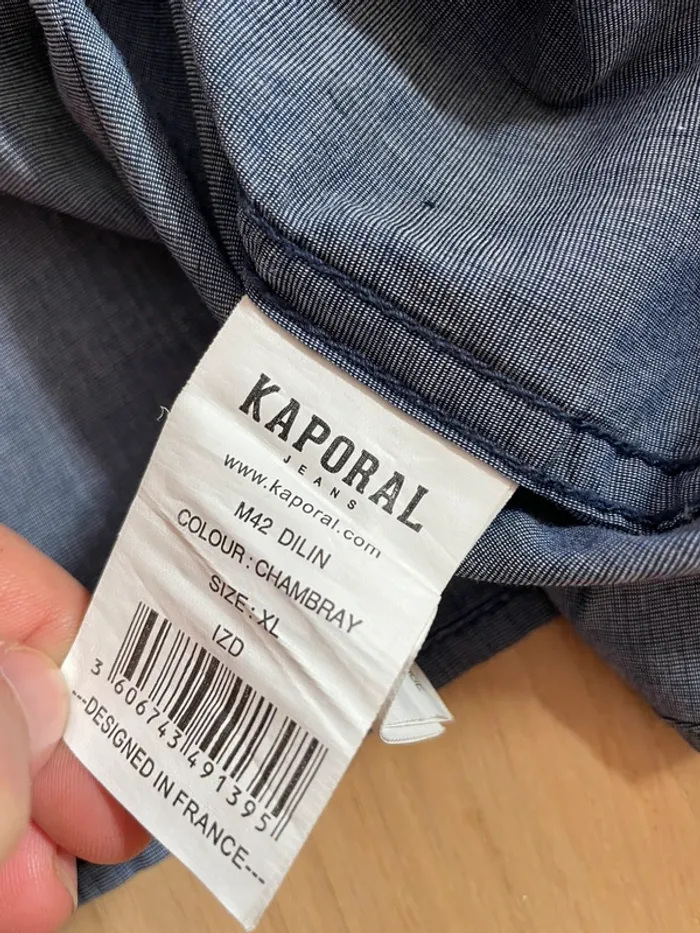 KAPORAL
JEANS
www.kaporal.com
M42 DILIN
COLOUR : CHAMBRAY
SIZE : XL
IZD
3 606743 491395
---DESIGNED IN FRANCE---